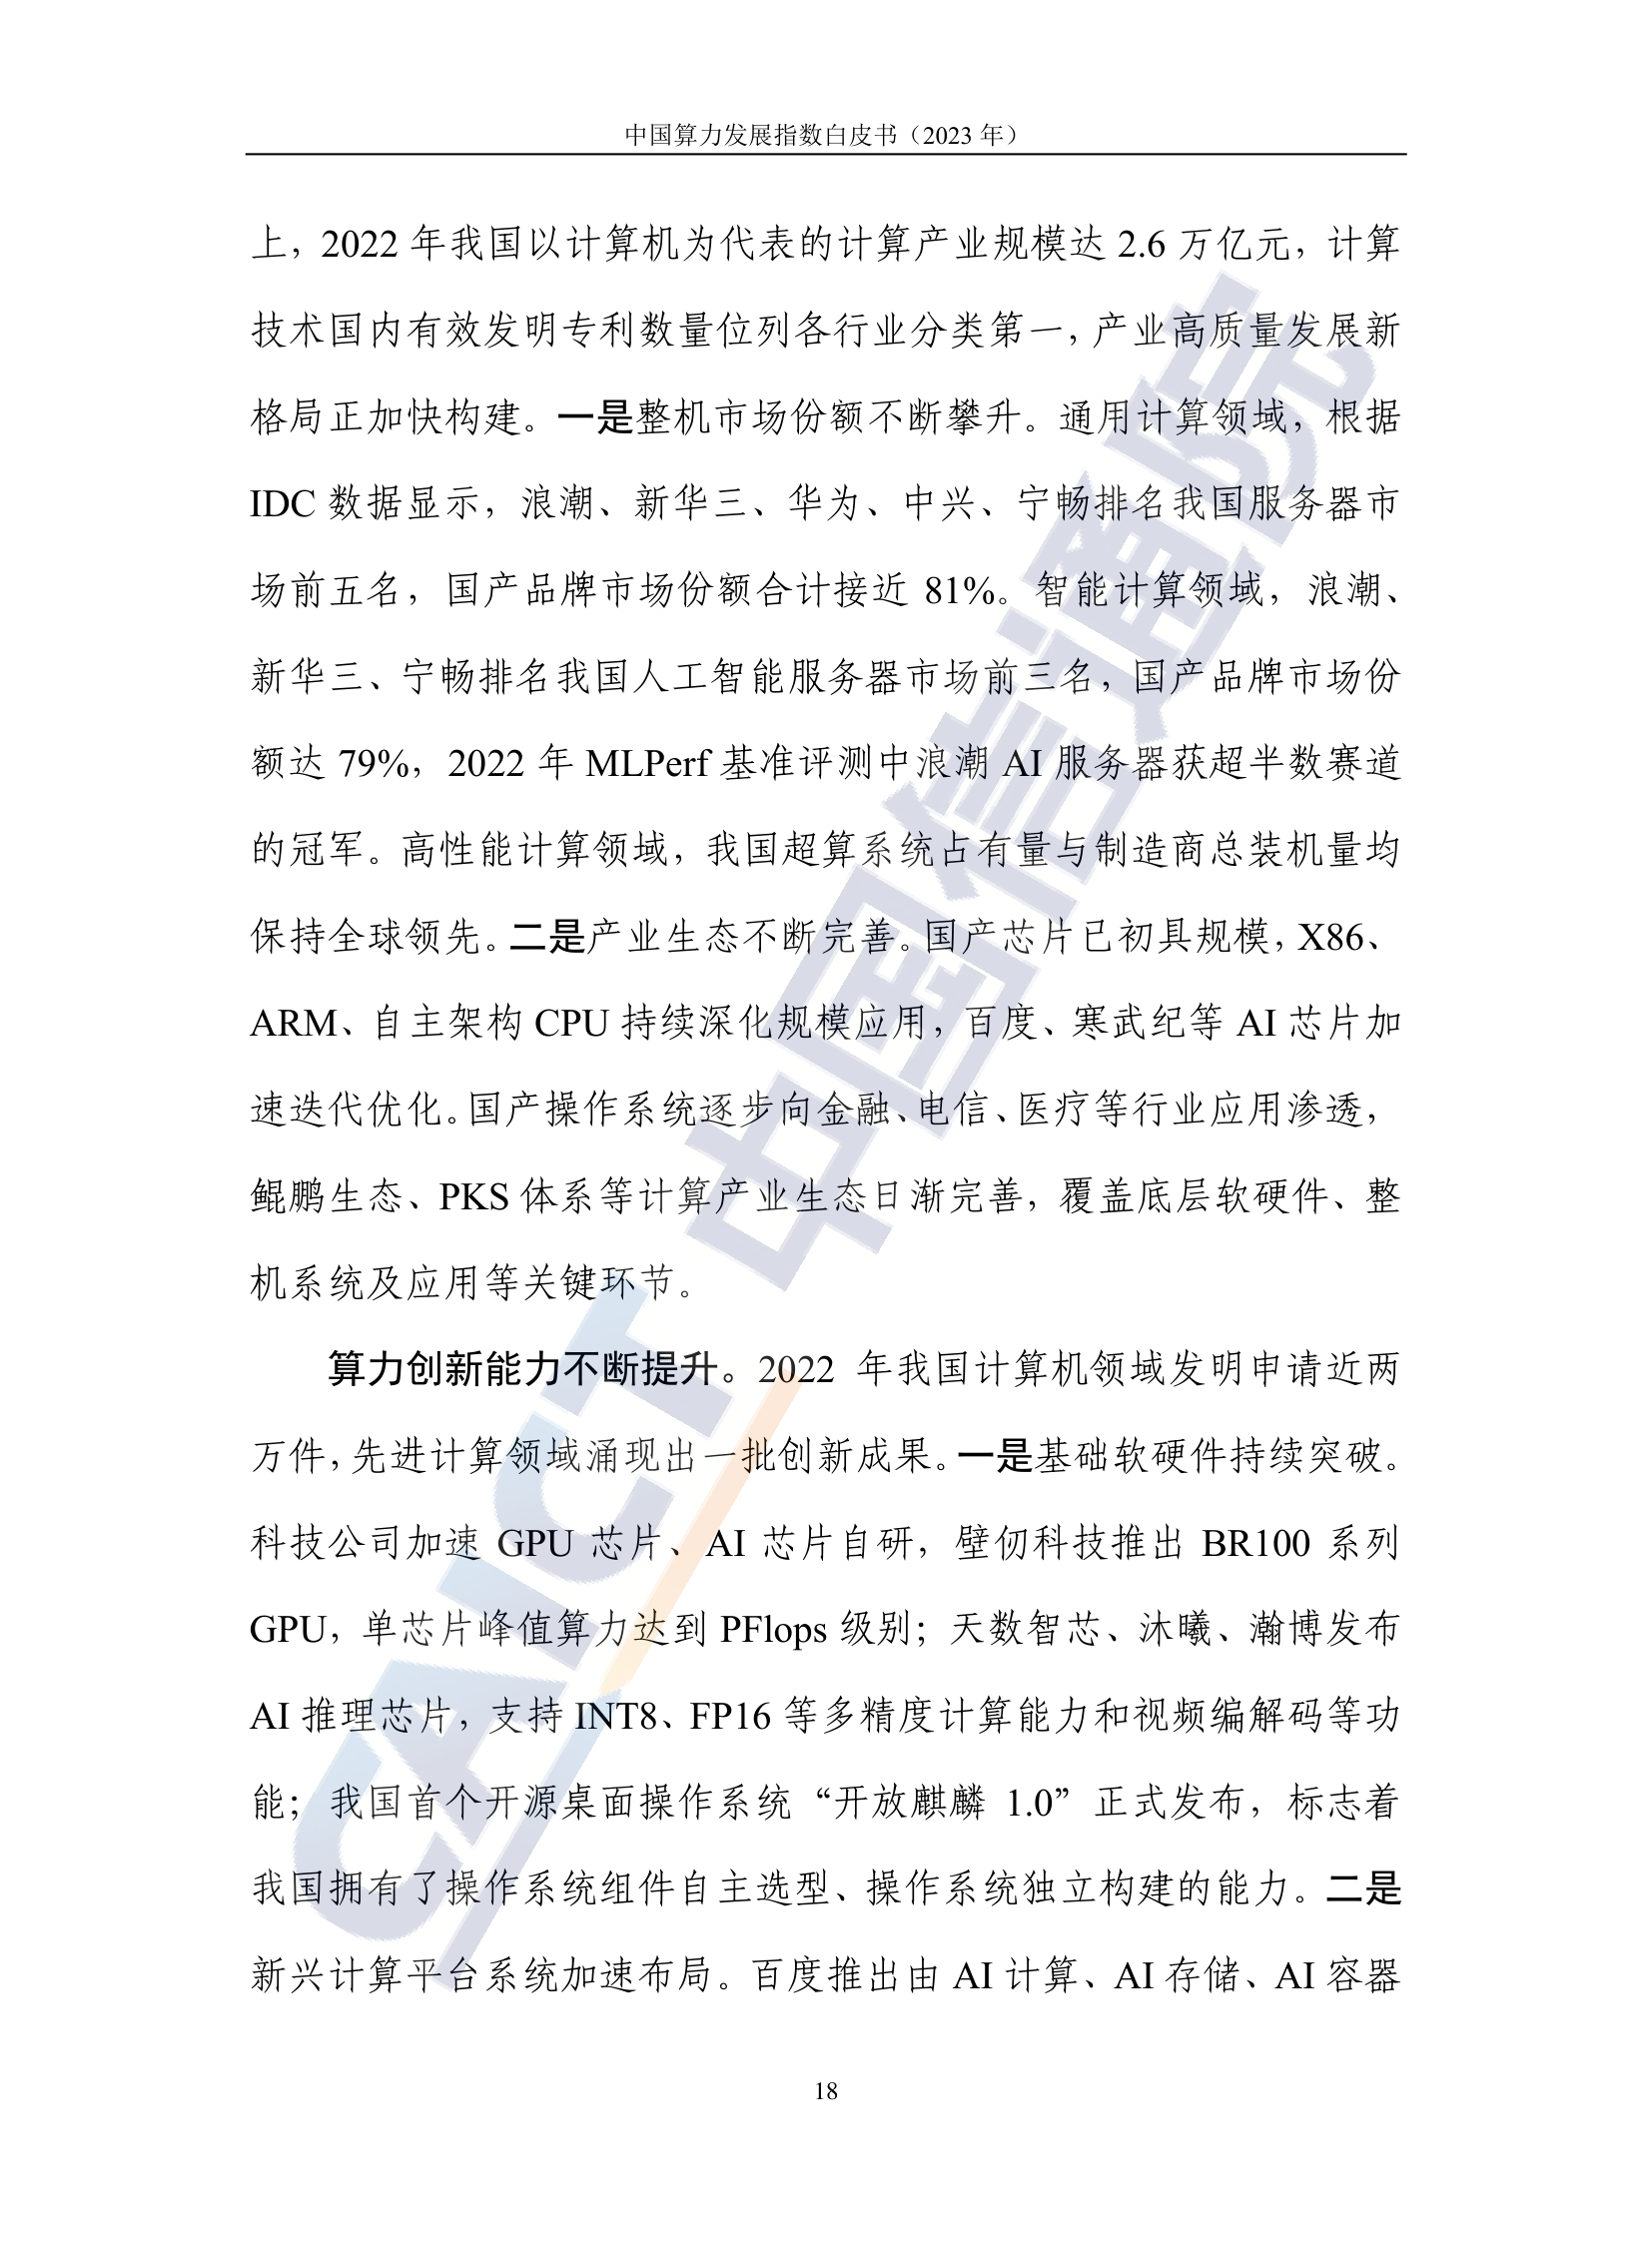 中国算力发展指数白皮书（2023 年）
上，2022 年我国以计算机为代表的计算产业规模达 2.6 万亿元，计算
技术国内有效发明专利数量位列各行业分类第一，产业高质量发展新
格局正加快构建。一是整机市场份额不断攀升。通用计算领域，根据
IDC 数据显示，浪潮、新华三、华为、中兴、宁畅排名我国服务器市
场前五名，国产品牌市场份额合计接近 81%。智能计算领域，浪潮、
新华三、宁畅排名我国人工智能服务器市场前三名，国产品牌市场份
额达 79%，2022 年 MLPerf 基准评测中浪潮 AI 服务器获超半数赛道
的冠军。高性能计算领域，我国超算系统占有量与制造商总装机量均
保持全球领先。二是产业生态不断完善。国产芯片已初具规模，X86、
ARM、自主架构 CPU 持续深化规模应用，百度、寒武纪等 AI 芯片加
速迭代优化。国产操作系统逐步向金融、电信、医疗等行业应用渗透，
鲲鹏生态、PKS 体系等计算产业生态日渐完善，覆盖底层软硬件、整
机系统及应用等关键环节。
算力创新能力不断提升。2022 年我国计算机领域发明申请近两
万件，先进计算领域涌现出一批创新成果。一是基础软硬件持续突破。
科技公司加速 GPU 芯片、AI 芯片自研，壁仞科技推出 BR100 系列
GPU，单芯片峰值算力达到 PFlops 级别；天数智芯、沐曦、瀚博发布
AI 推理芯片，支持 INT8、FP16 等多精度计算能力和视频编解码等功
能；我国首个开源桌面操作系统“开放麒麟 1.0”正式发布，标志着
我国拥有了操作系统组件自主选型、操作系统独立构建的能力。二是
新兴计算平台系统加速布局。百度推出由 AI 计算、AI 存储、AI 容器
18
CAICT 中国信通院